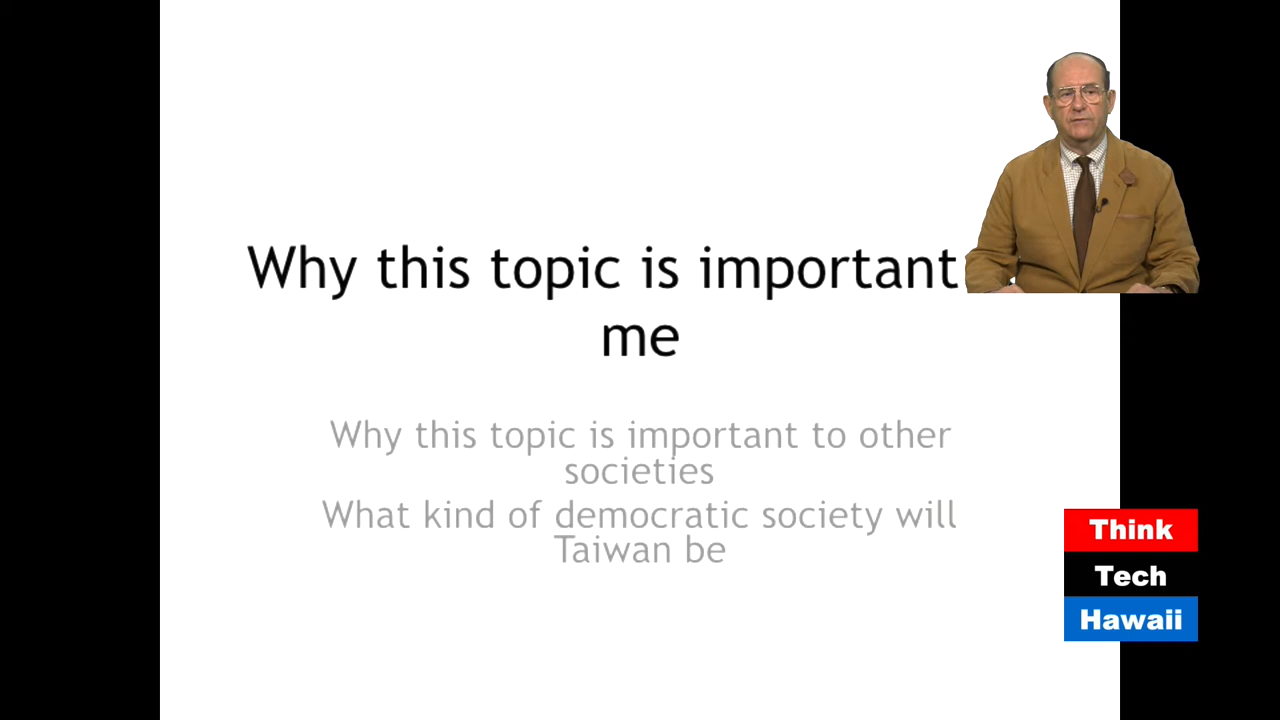 Why this topic is important
me
Why this topic is important to other
societies
What kind of democratic society will
Taiwan be
Think
Tech
Hawaii